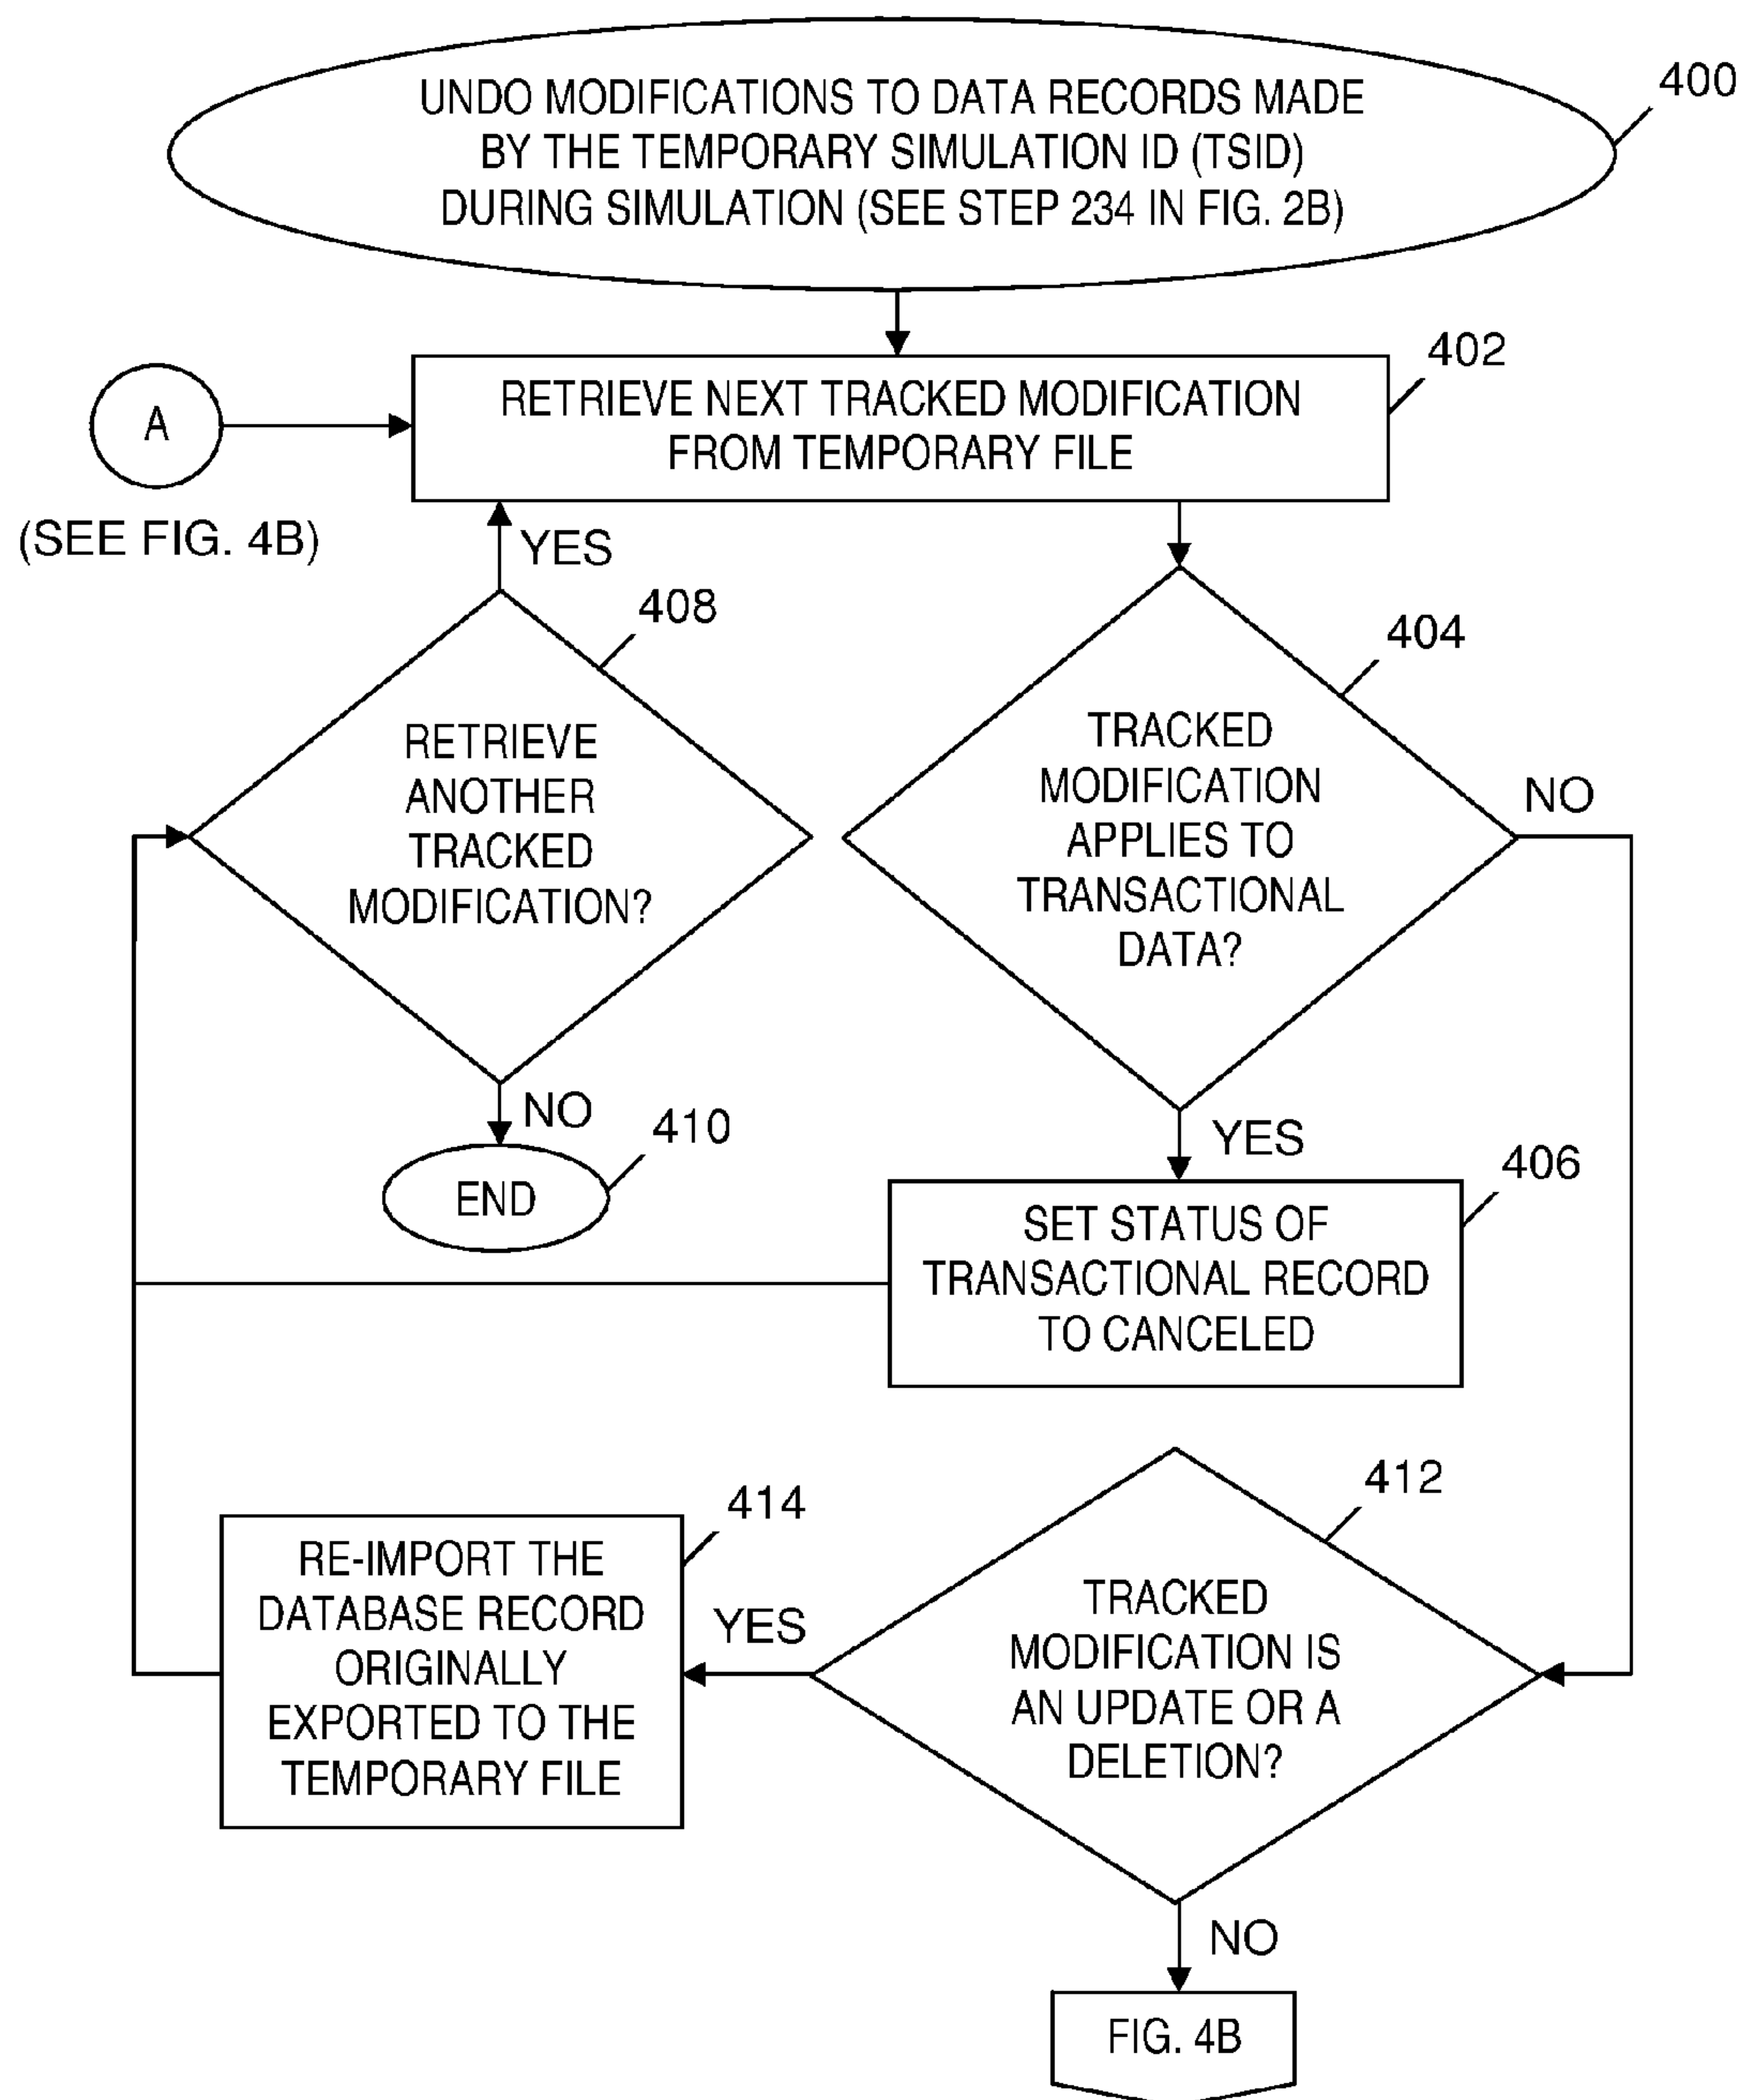 UNDO MODIFICATIONS TO DATA RECORDS MADE
BY THE TEMPORARY SIMULATION ID (TSID)
DURING SIMULATION (SEE STEP 234 IN FIG. 2B)
400
402
RETRIEVE NEXT TRACKED MODIFICATION
FROM TEMPORARY FILE
A
(SEE FIG. 4B)
YES
408
RETRIEVE
ANOTHER
TRACKED
MODIFICATION?
404
TRACKED
MODIFICATION
APPLIES TO
TRANSACTIONAL
DATA?
NO
NO
410
END
YES
406
SET STATUS OF
TRANSACTIONAL RECORD
TO CANCELED
414
RE-IMPORT THE
DATABASE RECORD
ORIGINALLY
EXPORTED TO THE
TEMPORARY FILE
YES
412
TRACKED
MODIFICATION IS
AN UPDATE OR A
DELETION?
NO
FIG. 4B